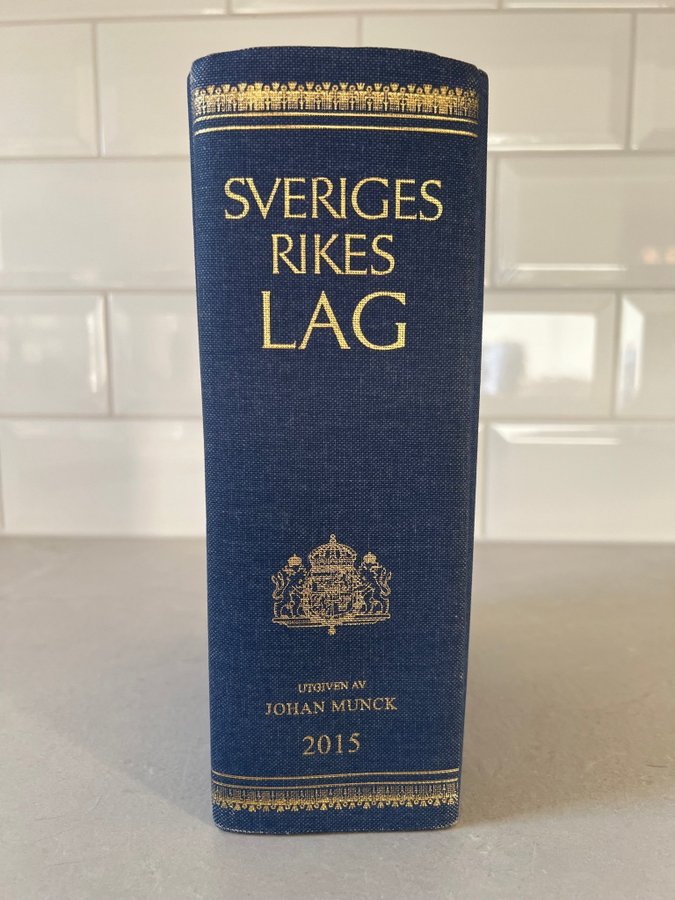 SVERIGES
RIKES
LAG
UTGIVEN AV
JOHAN MUNCK
2015